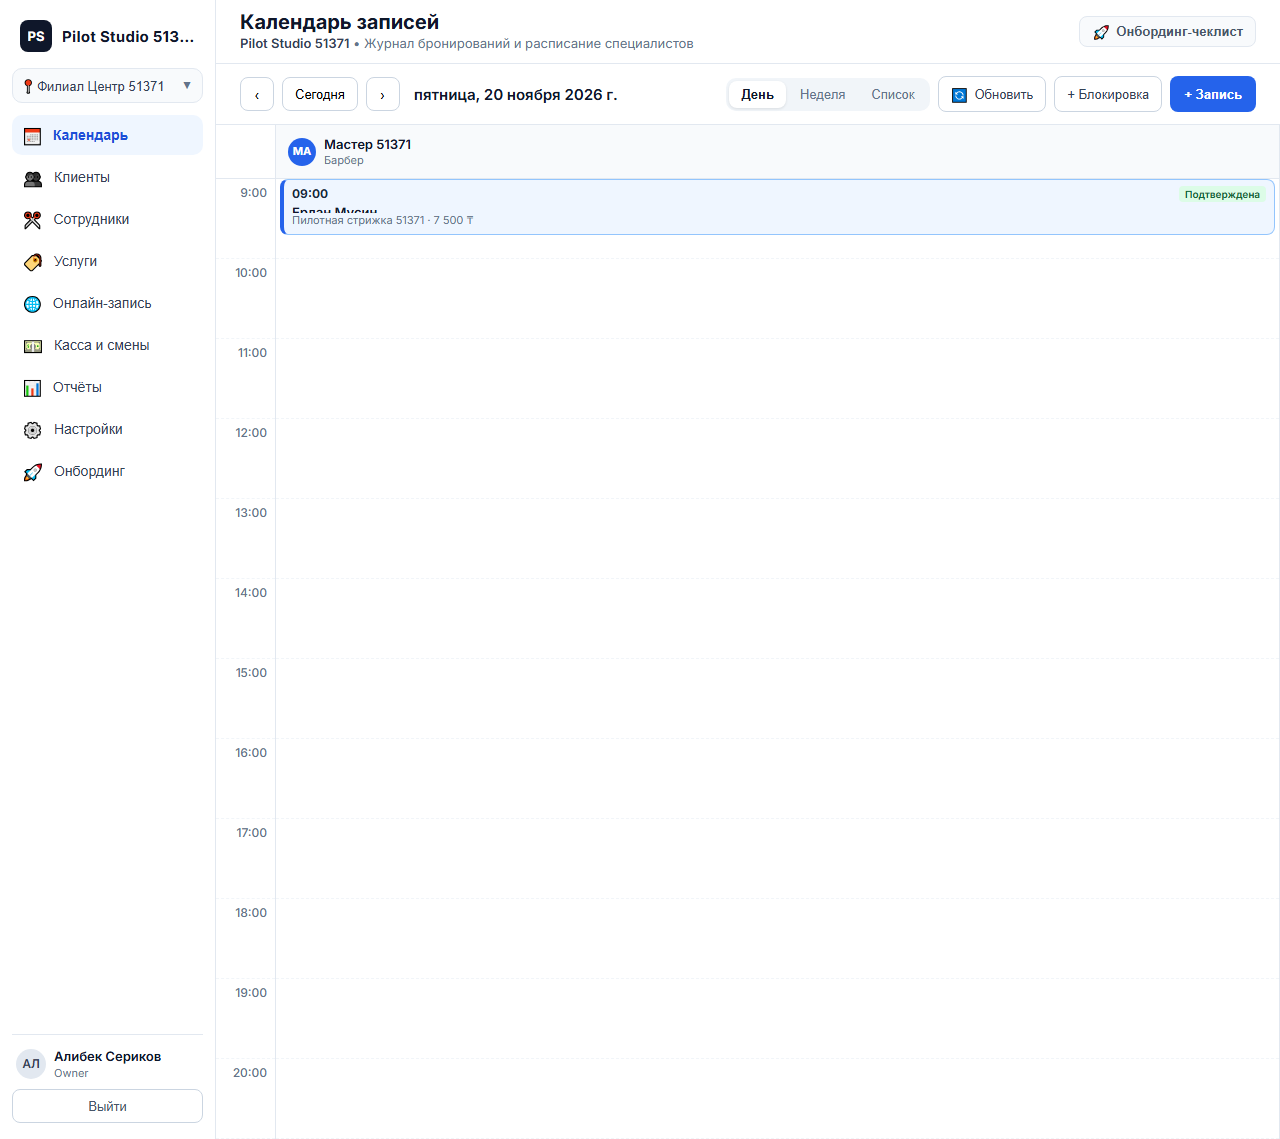 PS Pilot Studio 513...
Филиал Центр 51371 ▼
Календарь
Клиенты
Сотрудники
Услуги
Онлайн-запись
Касса и смены
Отчёты
Настройки
Онбординг
АЛ Алибек Сериков
Owner
Выйти
Календарь записей
Pilot Studio 51371 • Журнал бронирований и расписание специалистов
Онбординг-чеклист
‹ Сегодня › пятница, 20 ноября 2026 г.
День Неделя Список Обновить + Блокировка + Запись
МА Мастер 51371
Барбер
9:00
09:00 Подтверждена
Ерлан Мусин
Пилотная стрижка 51371 · 7 500 ₸
10:00
11:00
12:00
13:00
14:00
15:00
16:00
17:00
18:00
19:00
20:00